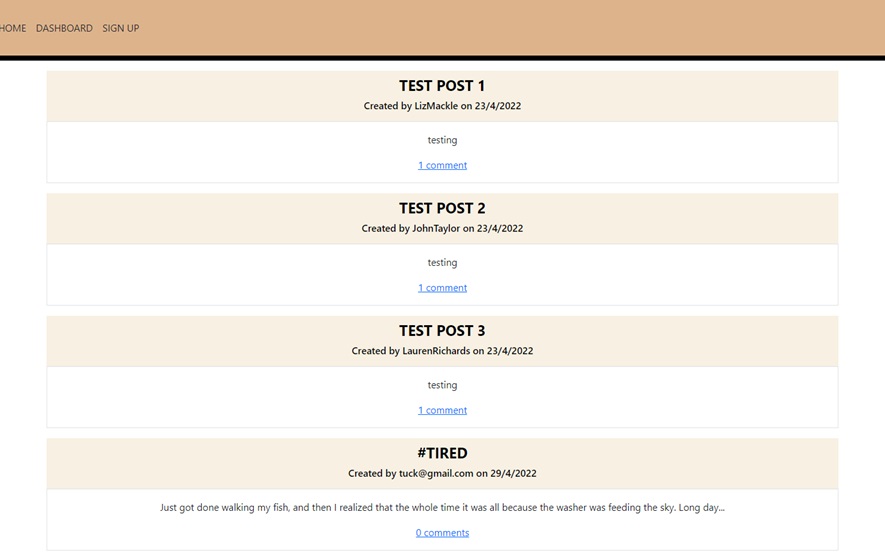 HOME DASHBOARD SIGN UP
TEST POST 1
Created by LizMackle on 23/4/2022
testing
1 comment
TEST POST 2
Created by JohnTaylor on 23/4/2022
testing
1 comment
TEST POST 3
Created by LaurenRichards on 23/4/2022
testing
1 comment
#TIRED
Created by tuck@gmail.com on 29/4/2022
Just got done walking my fish, and then I realized that the whole time it was all because the washer was feeding the sky. Long day...
0 comments